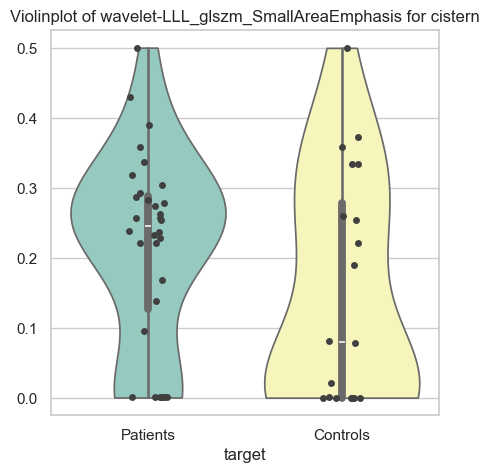 Violinplot of wavelet-LLL_glszm_SmallAreaEmphasis for cistern
0.5
0.4
0.3
0.2
0.1
0.0
Patients
Controls
target